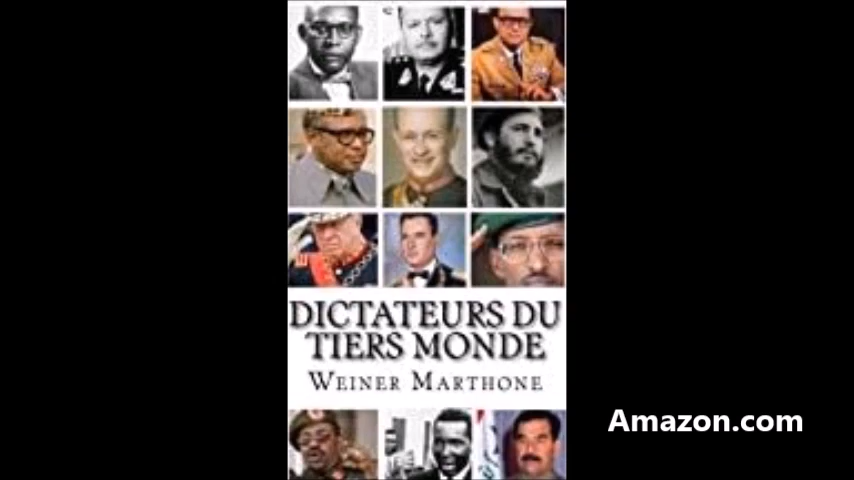 DICTATEURS DU
TIERS MONDE
WEINER MARTHONE
Amazon.com